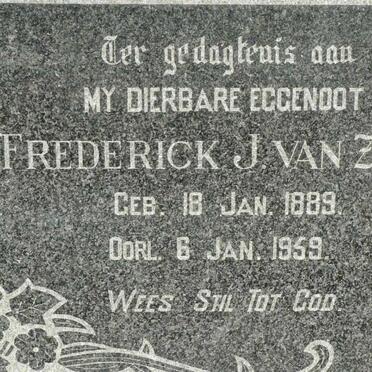 Ter gedagtenis aan
MY DIERBARE EGGENOOT
FREDERICK J VAN Z
GEB. 18 JAN. 1889.
OORL. 6 JAN. 1959.
WEES STIL TOT GOD.